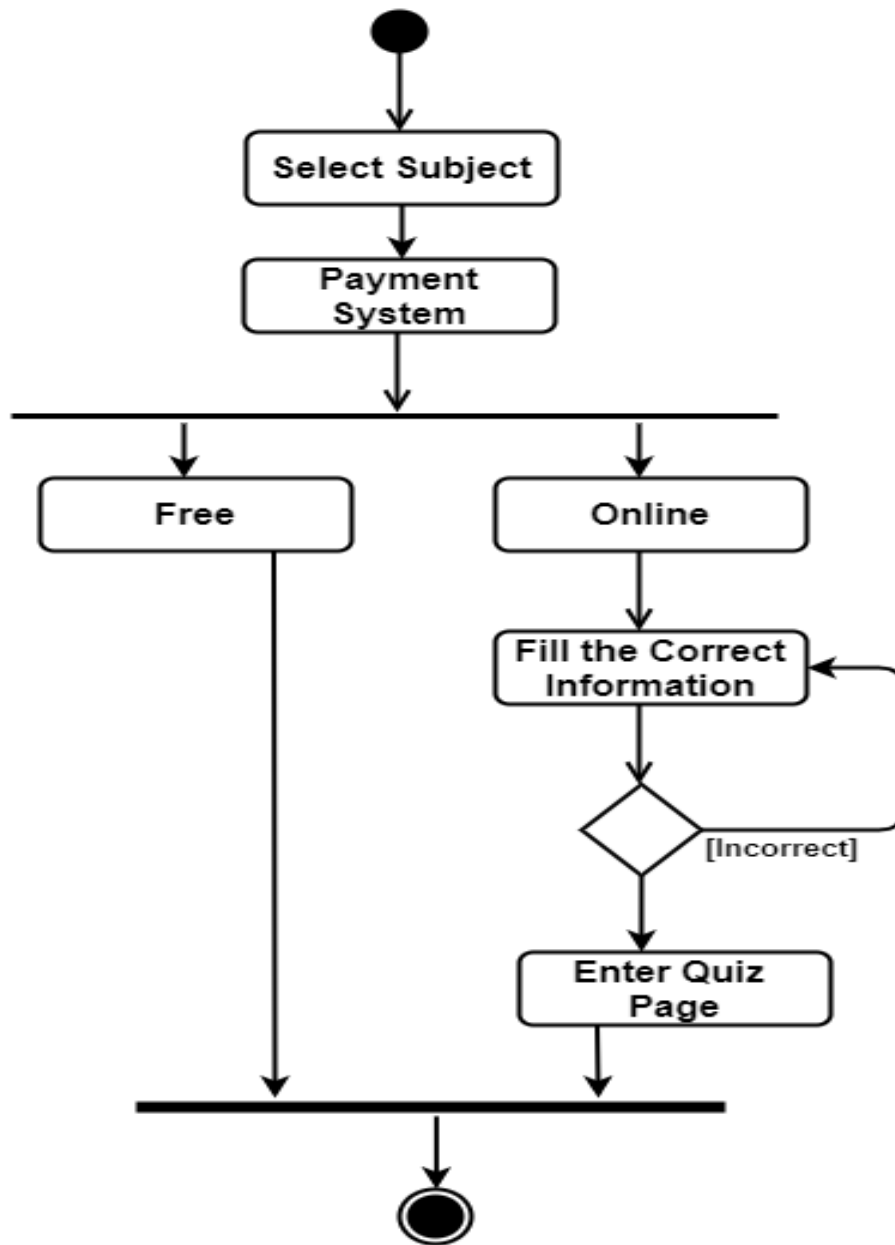 Select Subject
Payment
System
Free
Online
Fill the Correct
Information
[Incorrect]
Enter Quiz
Page